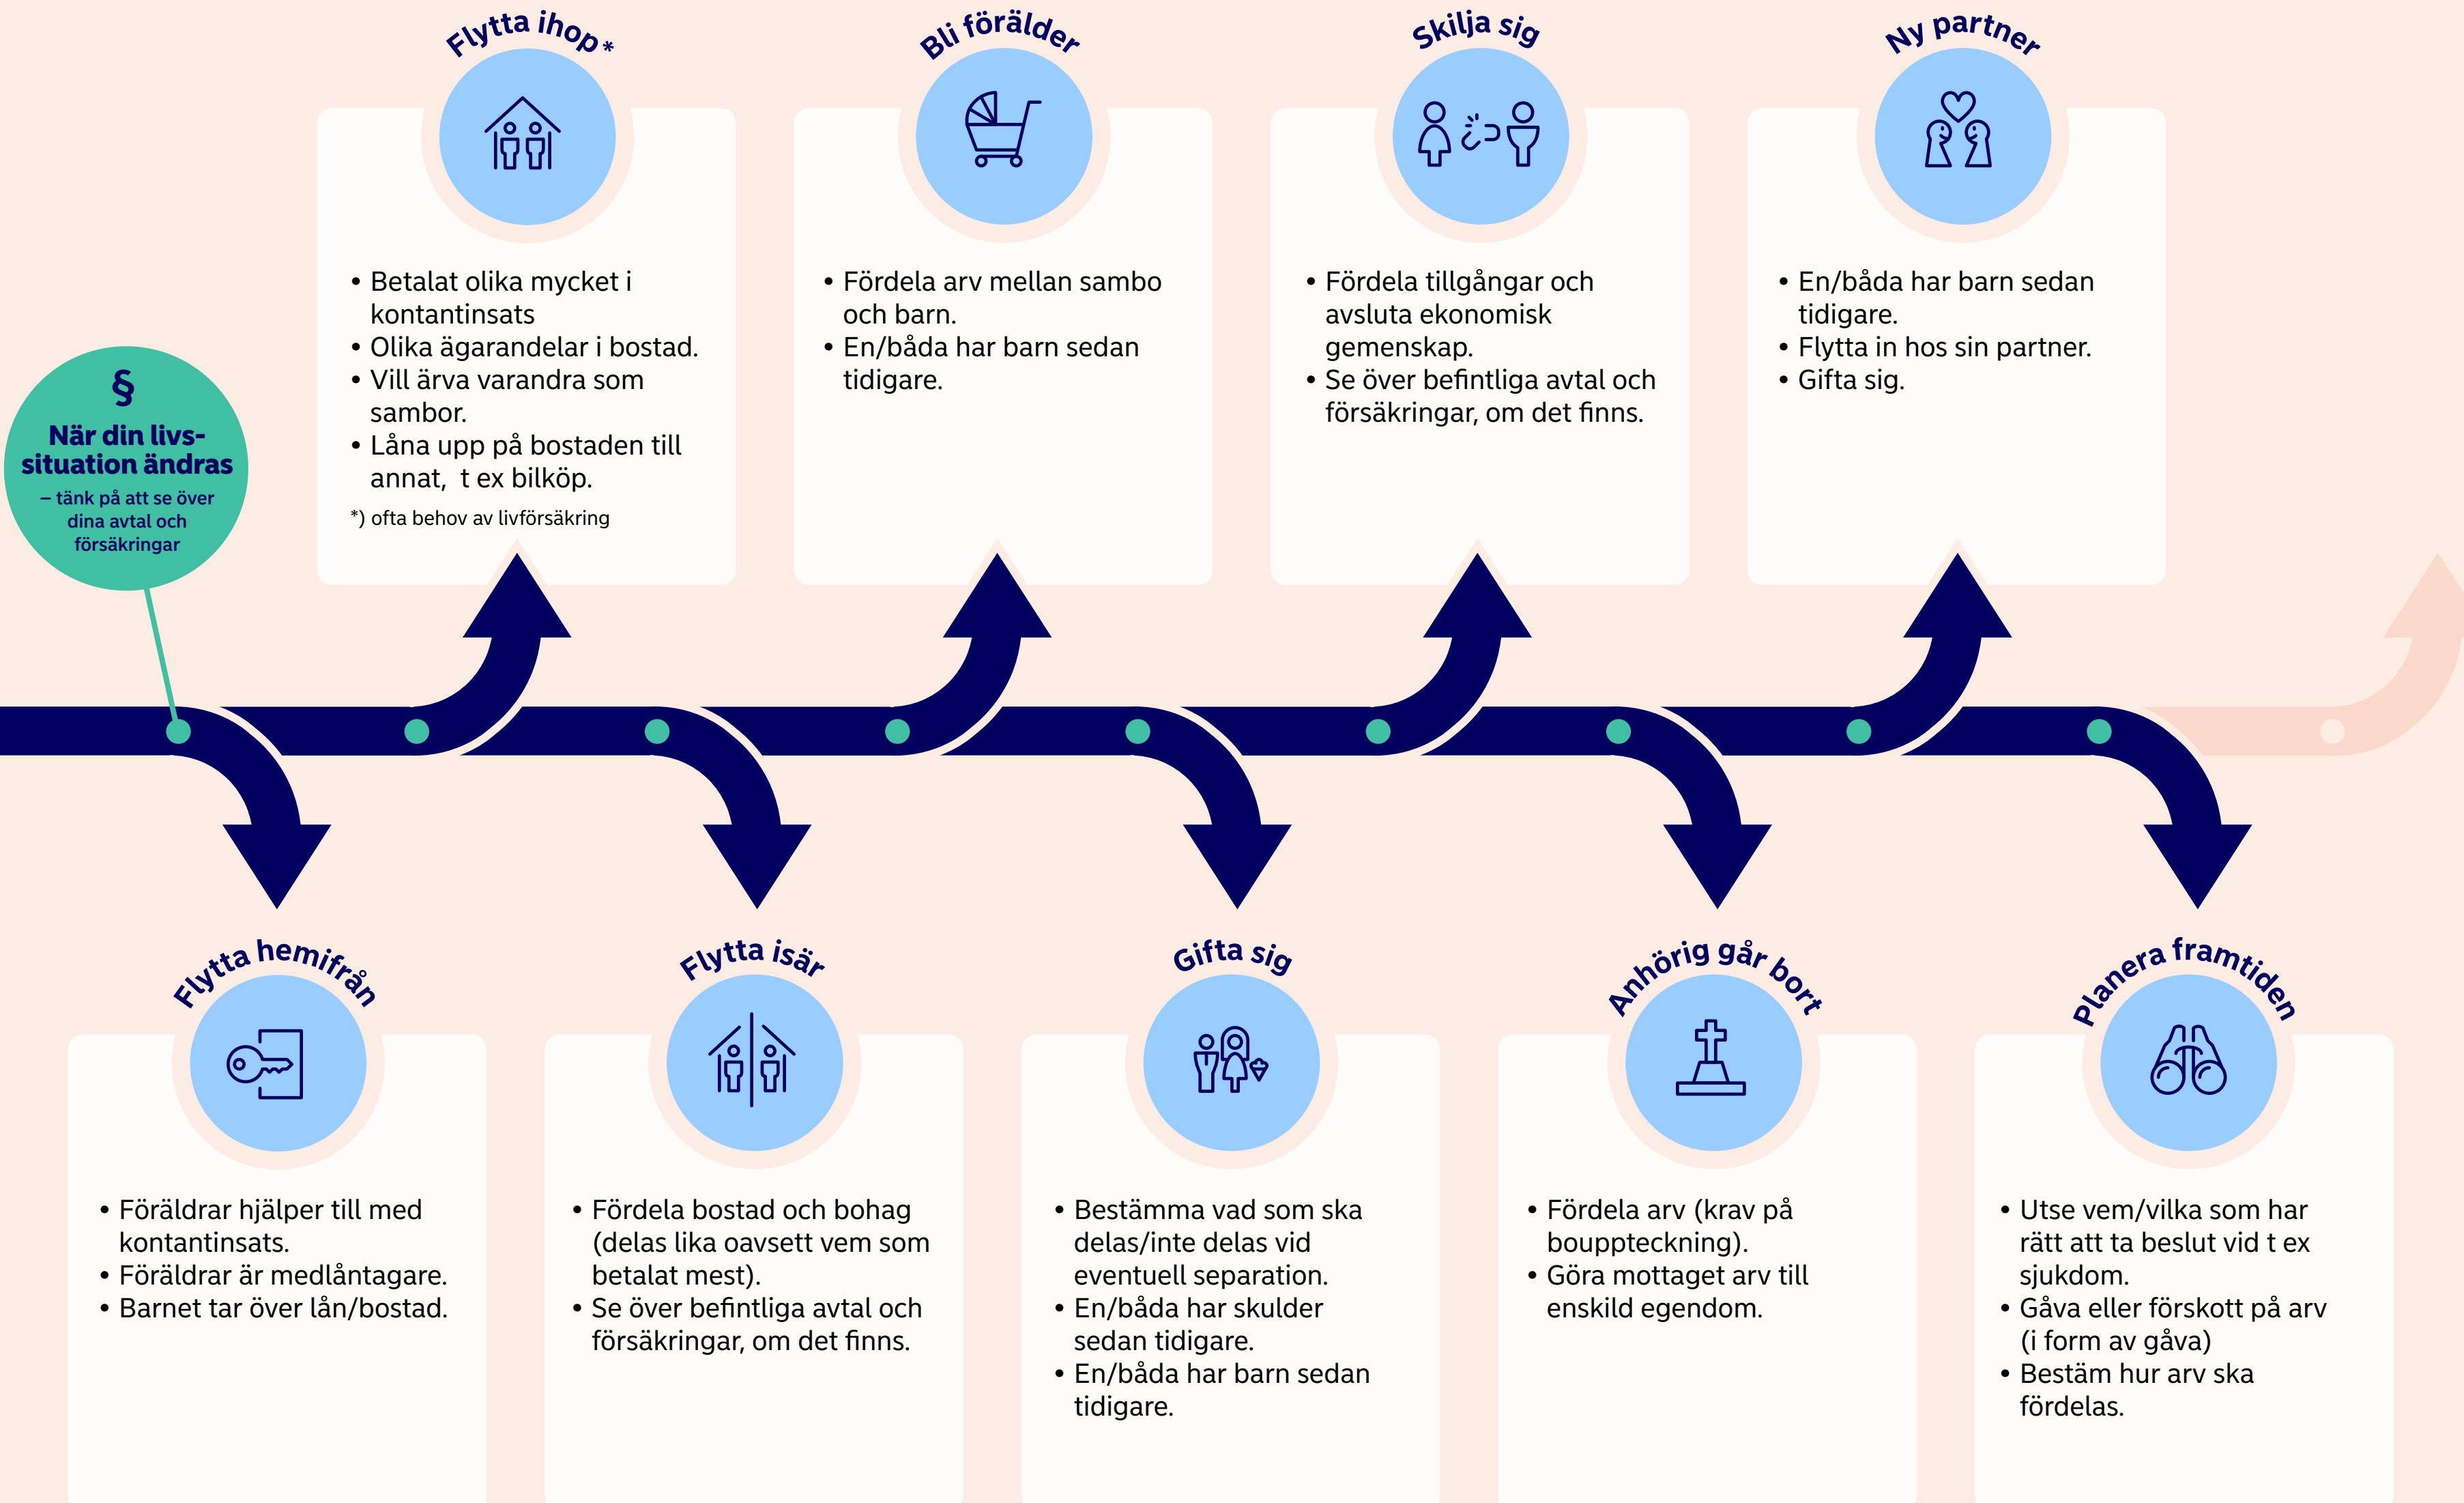 Flytta ihop*
• Betalat olika mycket i
kontantinsats
• Olika ägarandelar i bostad.
• Vill ärva varandra som
sambor.
• Låna upp på bostaden till
annat,  t ex bilköp.
*) ofta behov av livförsäkring
Bli förälder
• Fördela arv mellan sambo
och barn.
• En/båda har barn sedan
tidigare.
Skilja sig
• Fördela tillgångar och
avsluta ekonomisk
gemenskap.
• Se över befintliga avtal och
försäkringar, om det finns.
Ny partner
• En/båda har barn sedan
tidigare.
• Flytta in hos sin partner.
• Gifta sig.
§
När din livs-
situation ändras
– tänk på att se över
dina avtal och
försäkringar
Flytta hemifrån
• Föräldrar hjälper till med
kontantinsats.
• Föräldrar är medlåntagare.
• Barnet tar över lån/bostad.
Flytta isär
• Fördela bostad och bohag
(delas lika oavsett vem som
betalat mest).
• Se över befintliga avtal och
försäkringar, om det finns.
Gifta sig
• Bestämma vad som ska
delas/inte delas vid
eventuell separation.
• En/båda har skulder
sedan tidigare.
• En/båda har barn sedan
tidigare.
Anhörig går bort
• Fördela arv (krav på
bouppteckning).
• Göra mottaget arv till
enskild egendom.
Planera framtiden
• Utse vem/vilka som har
rätt att ta beslut vid t ex
sjukdom.
• Gåva eller förskott på arv
(i form av gåva)
• Bestäm hur arv ska
fördelas.